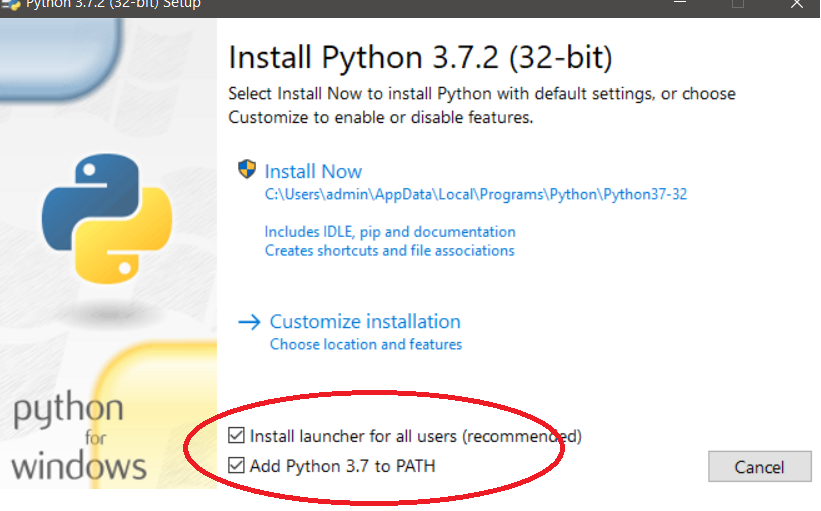 Python 3.7.2 (32-bit) Setup
Install Python 3.7.2 (32-bit)
Select Install Now to install Python with default settings, or choose
Customize to enable or disable features.
Install Now
C:\Users\admin\AppData\Local\Programs\Python\Python37-32
Includes IDLE, pip and documentation
Creates shortcuts and file associations
Customize installation
Choose location and features
Install launcher for all users (recommended)
Add Python 3.7 to PATH
python
for
windows
Cancel